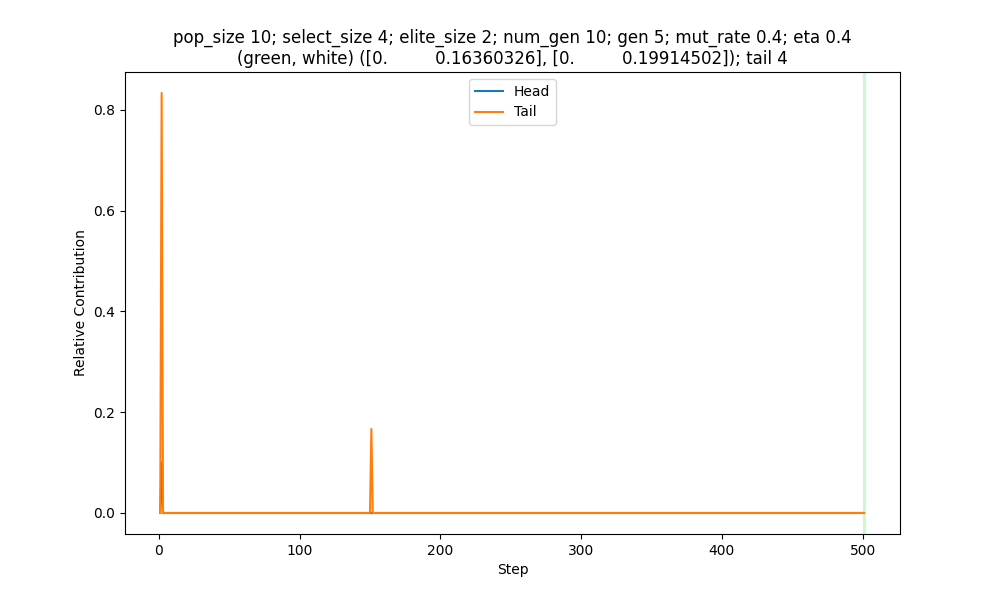 pop_size 10; select_size 4; elite_size 2; num_gen 10; gen 5; mut_rate 0.4; eta 0.4
(green, white) ([0.         0.16360326], [0.         0.19914502]); tail 4
Head
Tail
0.8
0.6
0.4
0.2
0.0
Relative Contribution
0
100
200
300
400
500
Step